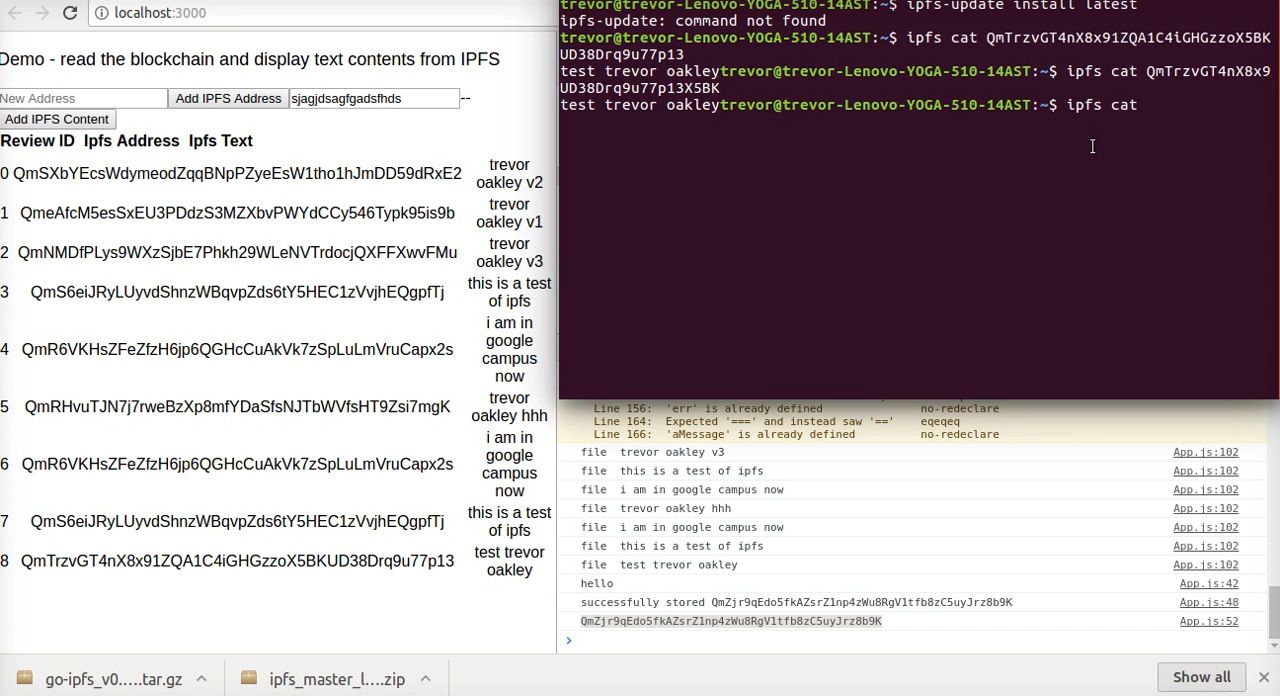 localhost:3000
Demo - read the blockchain and display text contents from IPFS
New Address Add IPFS Address sjagjdsagfgadsfhds --
Add IPFS Content
Review ID Ipfs Address Ipfs Text
0 QmSXbYEcsWdymeodZqqBNpPZyeEsW1tho1hJmDD59dRxE2 trevor
oakley v2
1 QmeAfcM5esSxEU3PDdzS3MZXbvPWYdCCy546Typk95is9b trevor
oakley v1
2 QmNMDfPLys9WXzSjbE7Phkh29WLeNVTrdocjQXFFXwvFMu trevor
oakley v3
3 QmS6eiJRyLUyvdShnzWBqvpZds6tY5HEC1zVvjhEQgpfTj this is a test
of ipfs
4 QmR6VKHsZFeZfzH6jp6QGHcCuAkVk7zSpLuLmVruCapx2s i am in
google
campus
now
5 QmRHvuTJN7j7rweBzXp8mfYDaSfsNJTbWVfsHT9Zsi7mgK trevor
oakley hhh
6 QmR6VKHsZFeZfzH6jp6QGHcCuAkVk7zSpLuLmVruCapx2s i am in
google
campus
now
7 QmS6eiJRyLUyvdShnzWBqvpZds6tY5HEC1zVvjhEQgpfTj this is a test
of ipfs
8 QmTrzvGT4nX8x91ZQA1C4iGHGzzoX5BKUD38Drq9u77p13 test trevor
oakley
trevor@trevor-Lenovo-YOGA-510-14AST:~$ ipfs-update install latest
ipfs-update: command not found
trevor@trevor-Lenovo-YOGA-510-14AST:~$ ipfs cat QmTrzvGT4nX8x91ZQA1C4iGHGzzoX5BK
UD38Drq9u77p13
test trevor oakleytrevor@trevor-Lenovo-YOGA-510-14AST:~$ ipfs cat QmTrzvGT4nX8x9
UD38Drq9u77p13X5BK
test trevor oakleytrevor@trevor-Lenovo-YOGA-510-14AST:~$ ipfs cat
Line 156: 'err' is already defined no-redeclare
Line 164: Expected '===' and instead saw '==' eqeqeq
Line 166: 'aMessage' is already defined no-redeclare
file trevor oakley v3 App.js:102
file this is a test of ipfs App.js:102
file i am in google campus now App.js:102
file trevor oakley hhh App.js:102
file i am in google campus now App.js:102
file this is a test of ipfs App.js:102
file test trevor oakley App.js:102
hello App.js:42
successfully stored QmZjr9qEdo5fkAZsrZ1np4zWu8RgV1tfb8zC5uyJrz8b9K App.js:48
QmZjr9qEdo5fkAZsrZ1np4zWu8RgV1tfb8zC5uyJrz8b9K App.js:52
go-ipfs_v0.....tar.gz ipfs_master_l....zip Show all